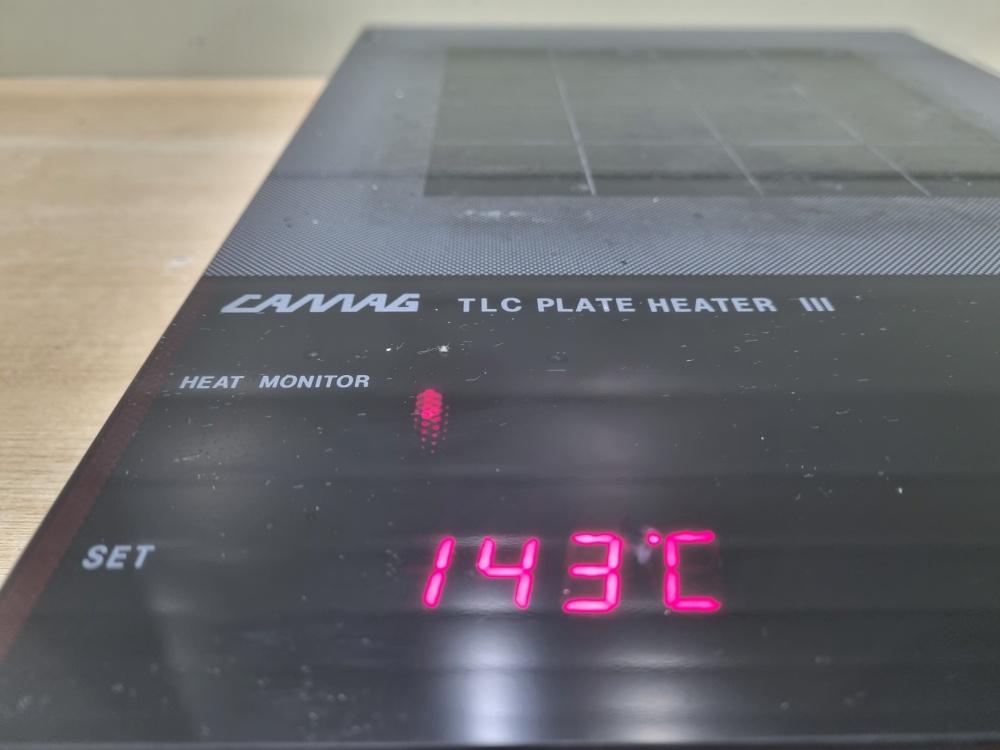 CAMAG TLC PLATE HEATER III
HEAT MONITOR
SET 143°C